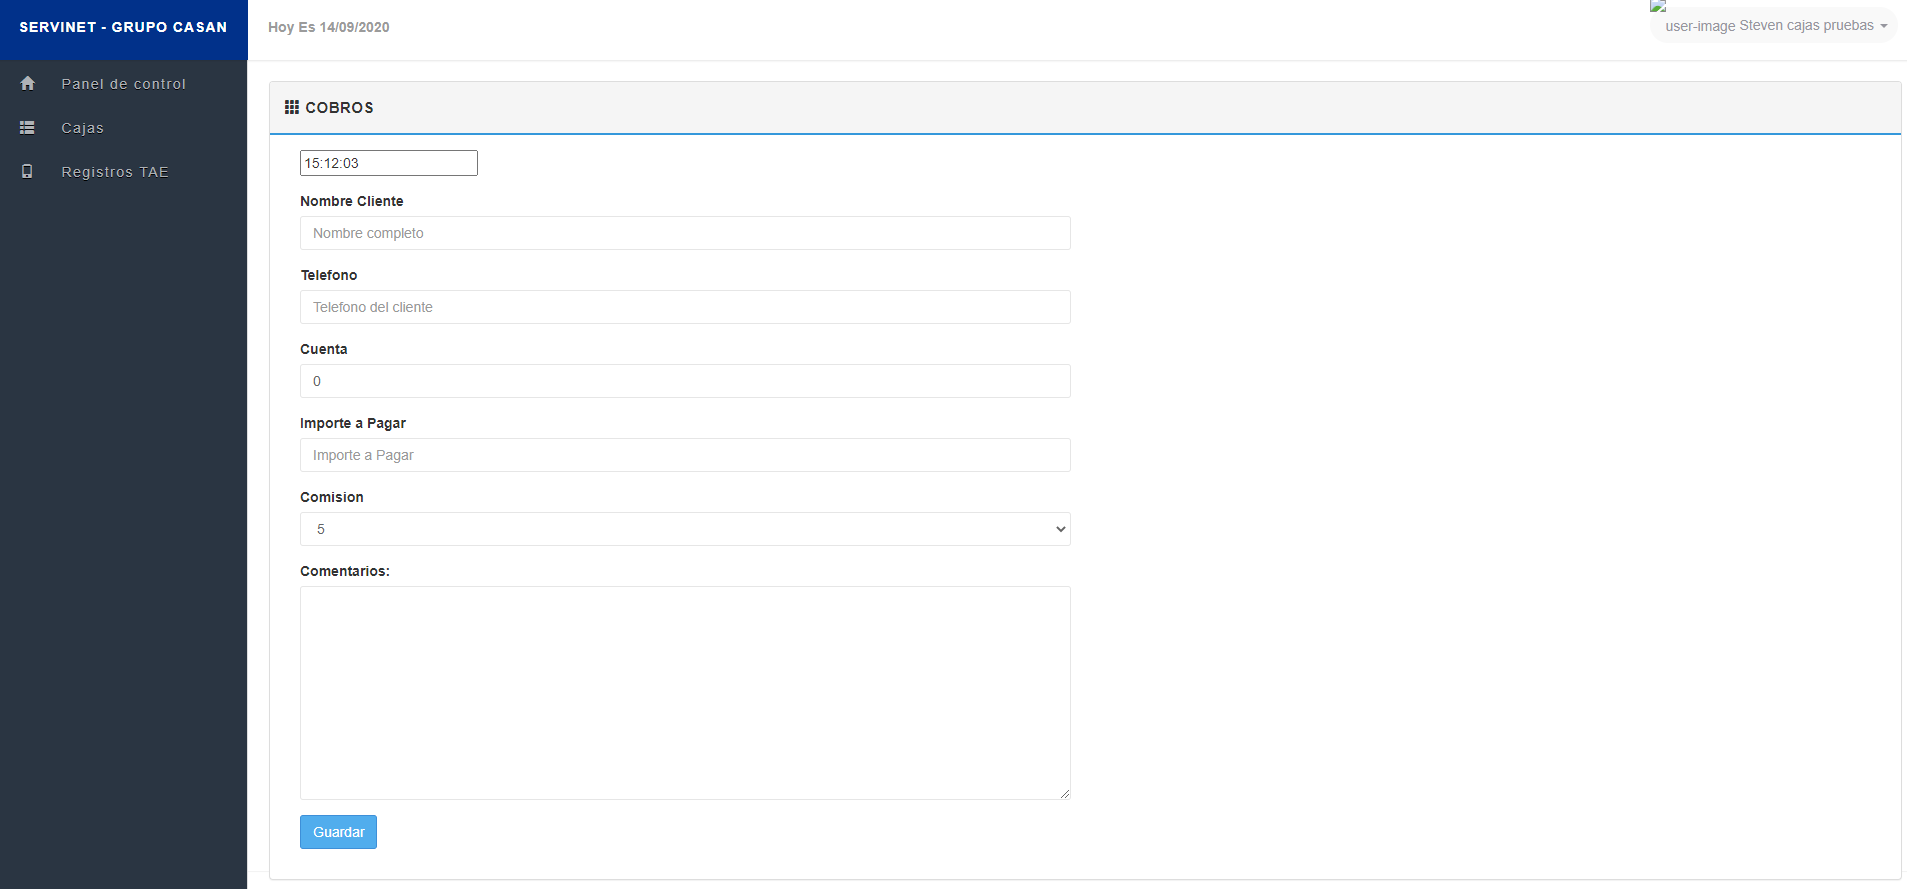 SERVINET - GRUPO CASAN
Hoy Es 14/09/2020
user-image Steven cajas pruebas
Panel de control
Cajas
Registros TAE
COBROS
15:12:03
Nombre Cliente
Nombre completo
Telefono
Telefono del cliente
Cuenta
0
Importe a Pagar
Importe a Pagar
Comision
5
Comentarios:
Guardar